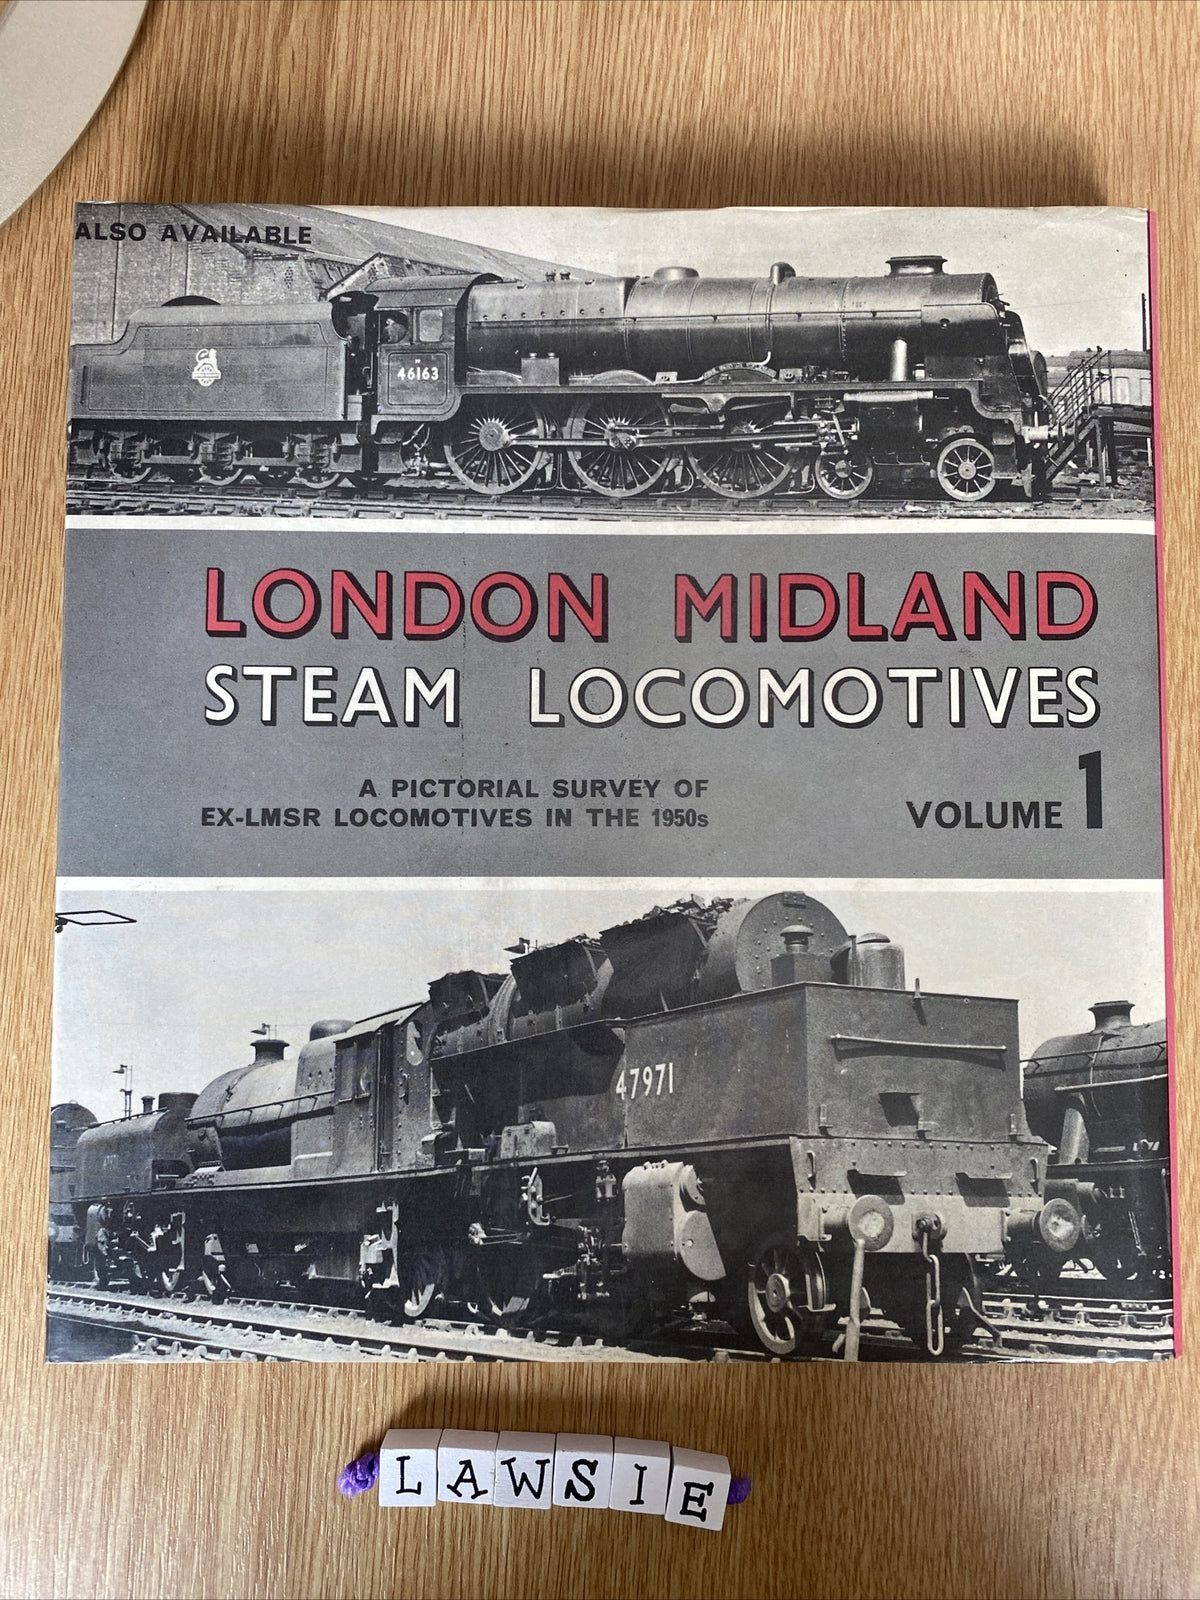 ALSO AVAILABLE
46163
LONDON MIDLAND
STEAM LOCOMOTIVES
A PICTORIAL SURVEY OF
EX-LMSR LOCOMOTIVES IN THE 1950s
VOLUME 1
47971
LAWSIE